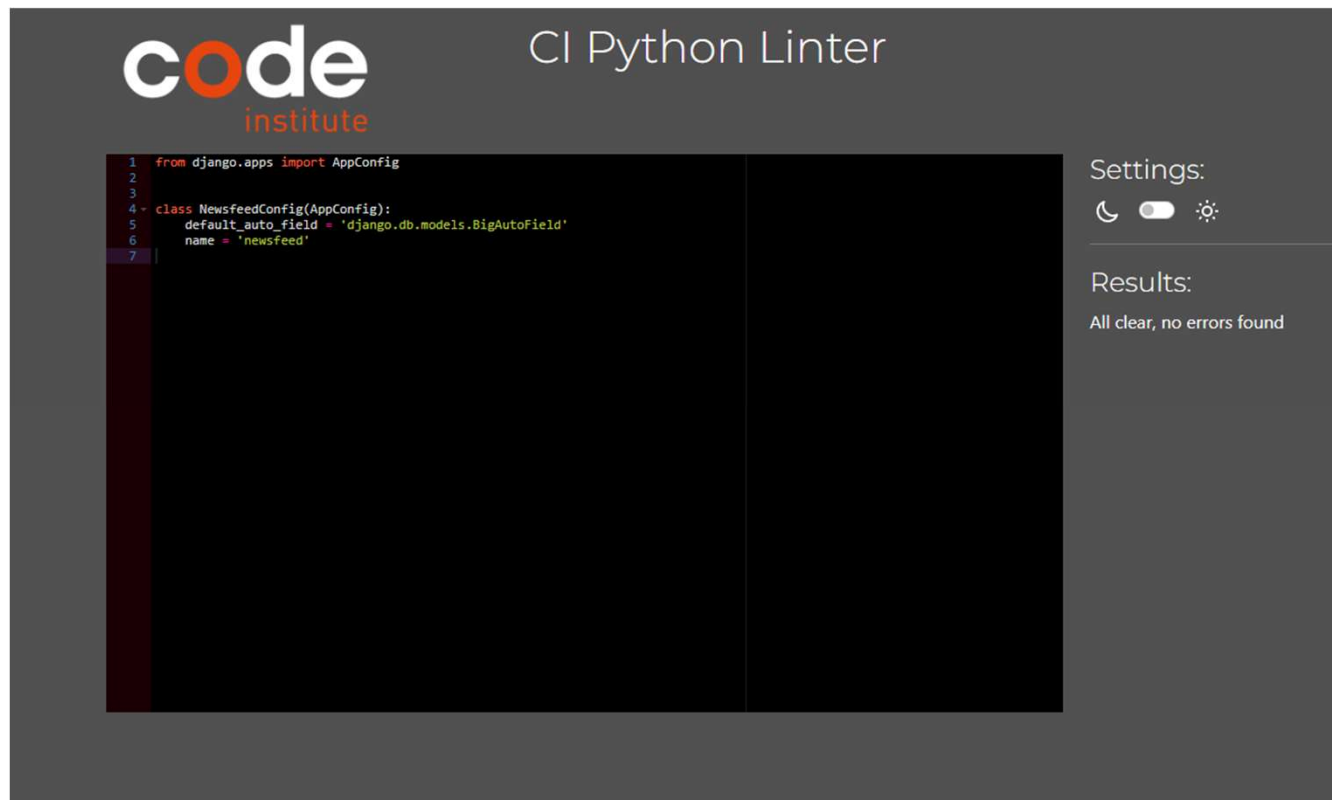 code
institute
CI Python Linter
1 from django.apps import AppConfig
2
3
4 class NewsfeedConfig(AppConfig):
5     default_auto_field = 'django.db.models.BigAutoField'
6     name = 'newsfeed'
7
Settings:
Results:
All clear, no errors found